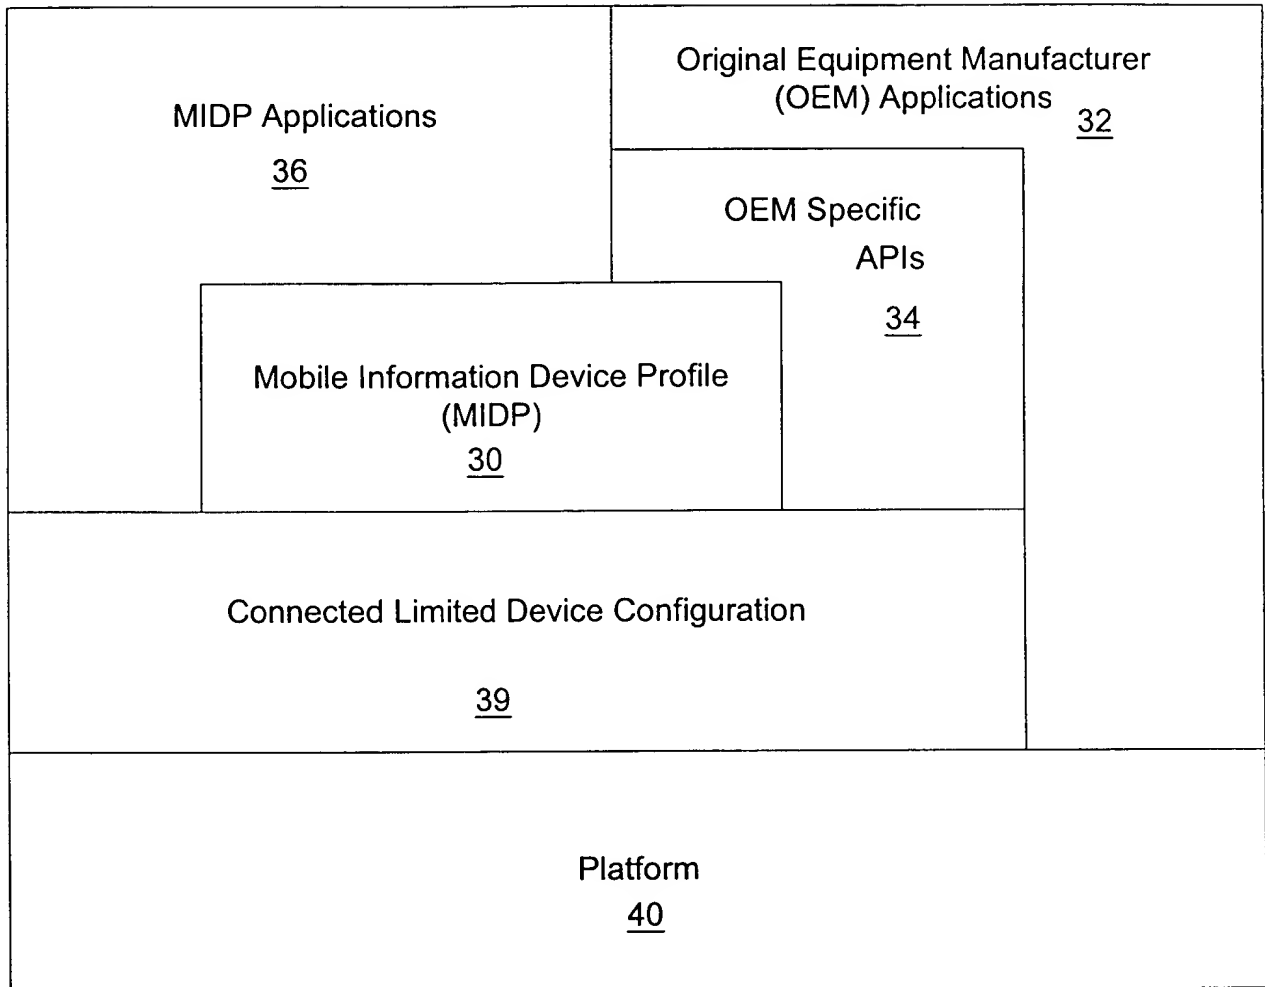 MIDP Applications
36
Original Equipment Manufacturer
(OEM) Applications
32
OEM Specific
APIs
34
Mobile Information Device Profile
(MIDP)
30
Connected Limited Device Configuration
39
Platform
40